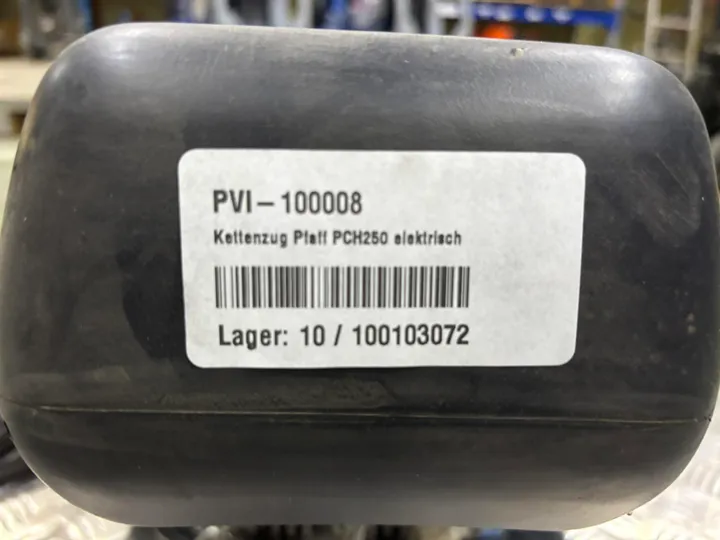 PVI-100008
Kettenzug Pfaff PCH250 elektrisch
Lager: 10 / 100103072